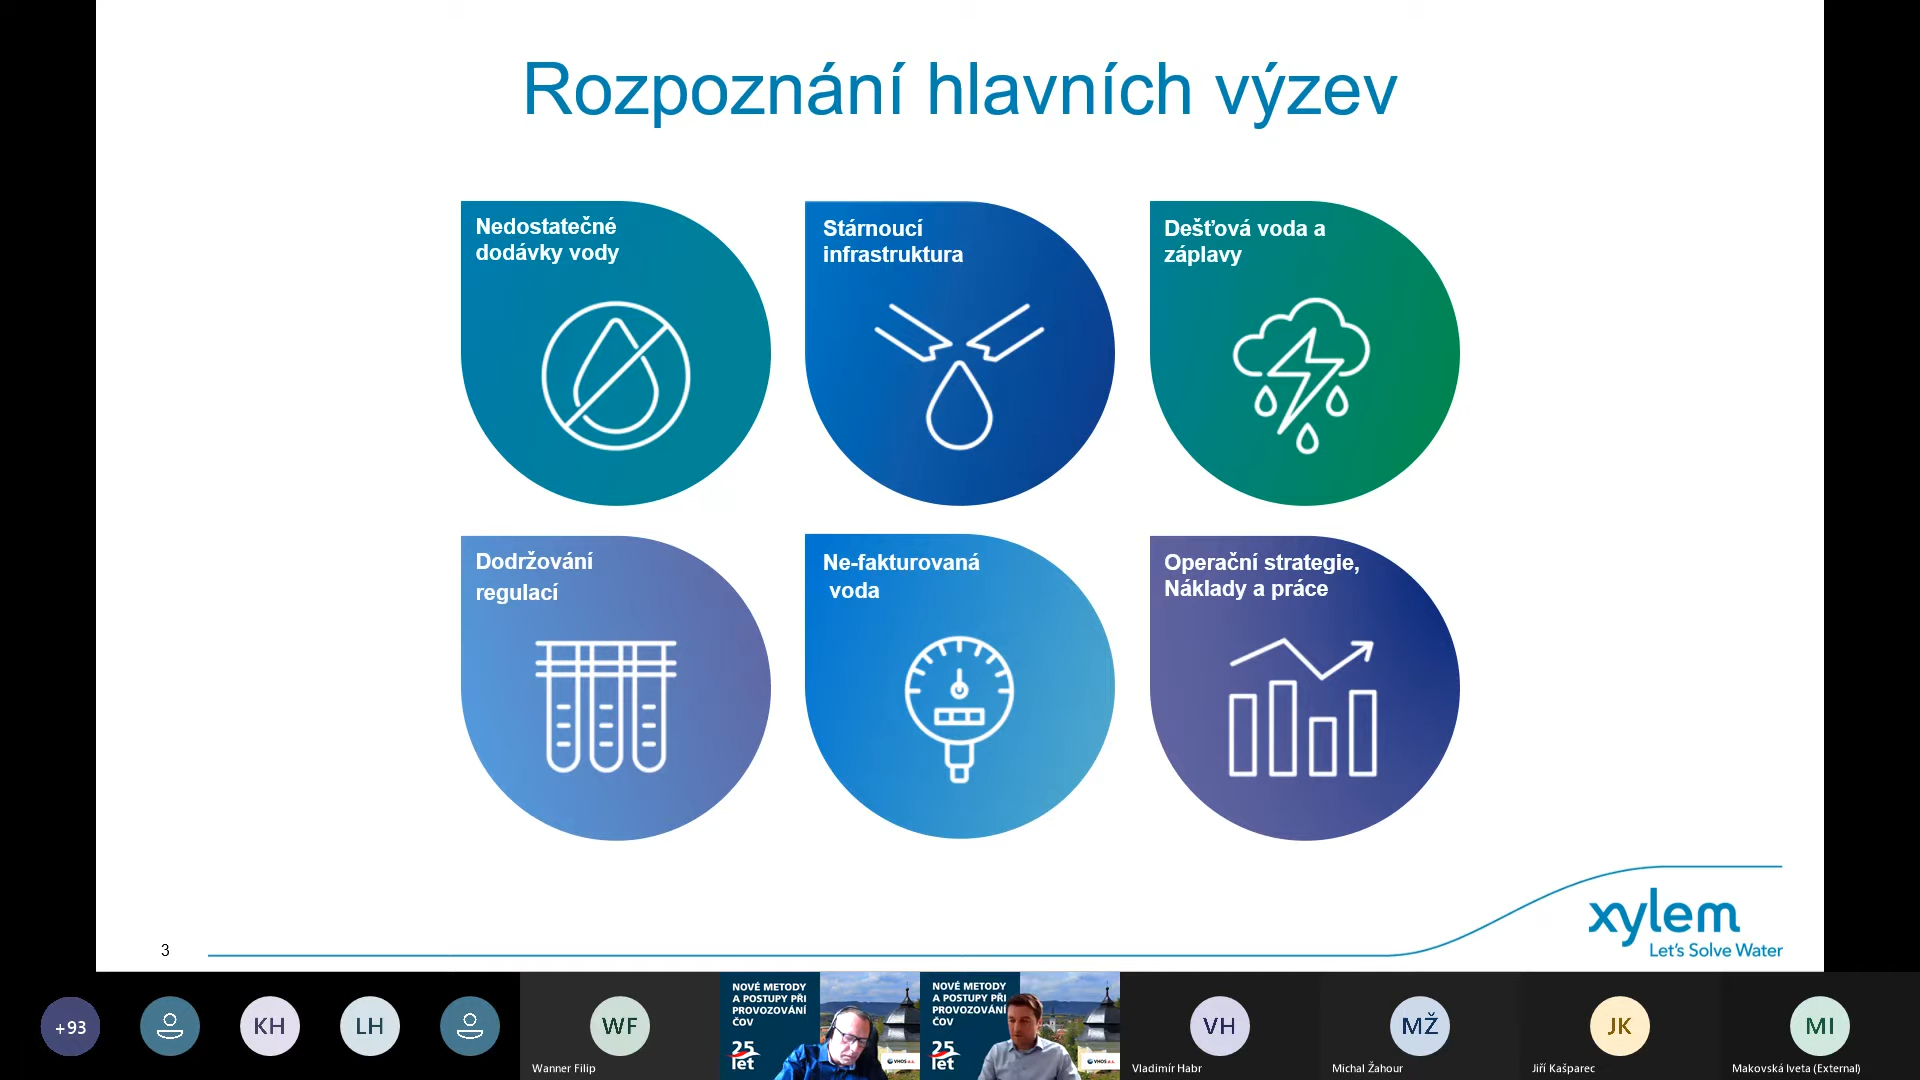 Rozpoznání hlavních výzev
Nedostatečné
dodávky vody
Stárnoucí
infrastruktura
Dešťová voda a
záplavy
Dodržování
regulací
Ne-fakturovaná
voda
Operační strategie,
Náklady a práce
3
xylem
Let's Solve Water
+93
KH
LH
WF
Wanner Filip
NOVÉ METODY
A POSTUPY PŘI
PROVOZOVÁNÍ
ČOV
25
let
VHOS a.s.
NOVÉ METODY
A POSTUPY PŘI
PROVOZOVÁNÍ
ČOV
25
let
VHOS a.s.
VH
Vladimír Habr
MŽ
Michal Žahour
JK
Jiří Kašparec
MI
Makovská Iveta (External)